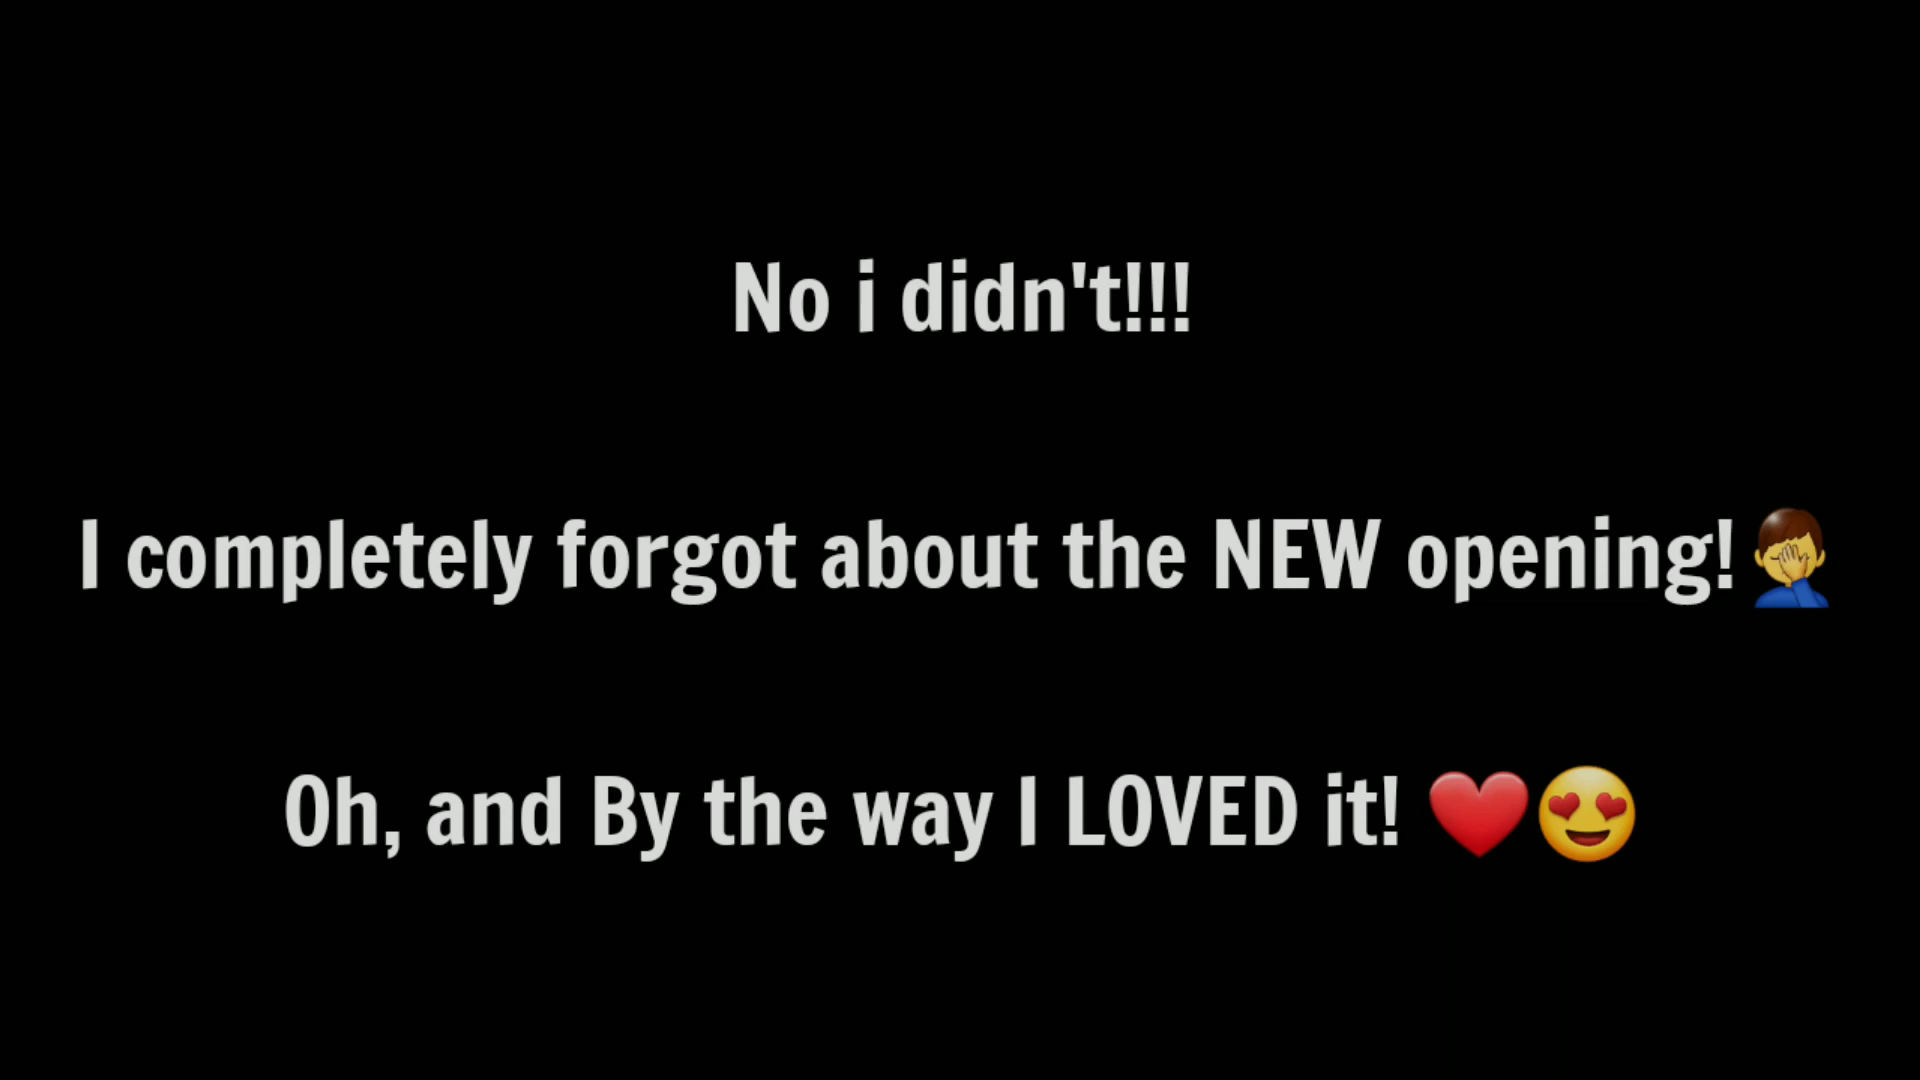 No i didn't!!!
I completely forgot about the NEW opening!🤦‍♂️
Oh, and By the way I LOVED it! ❤️😍